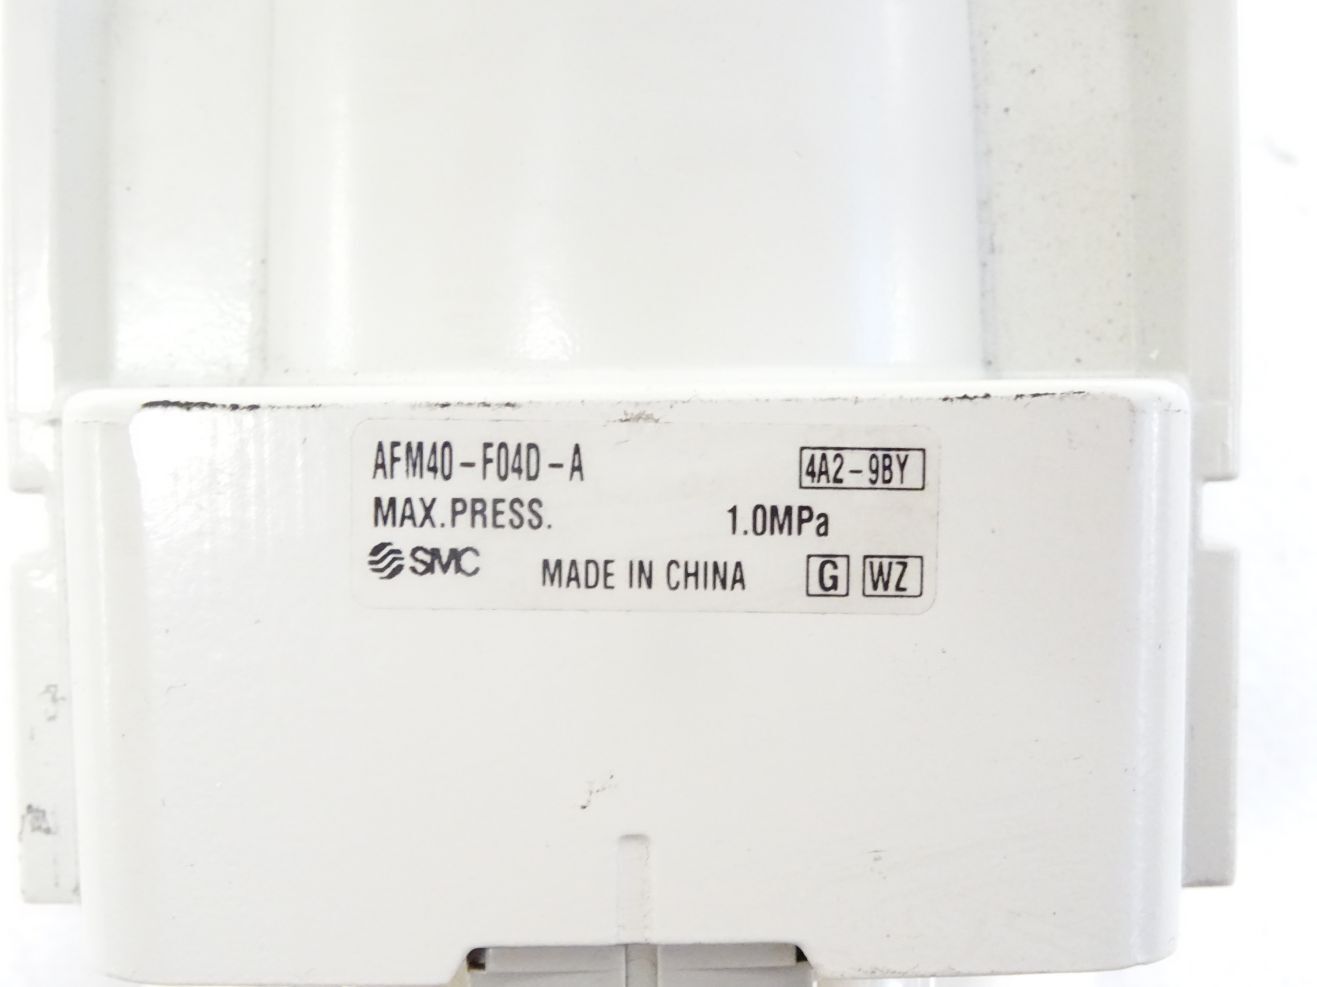 AFM40-F04D-A 4A2-9BY
MAX.PRESS. 1.0MPa
SMC MADE IN CHINA G WZ